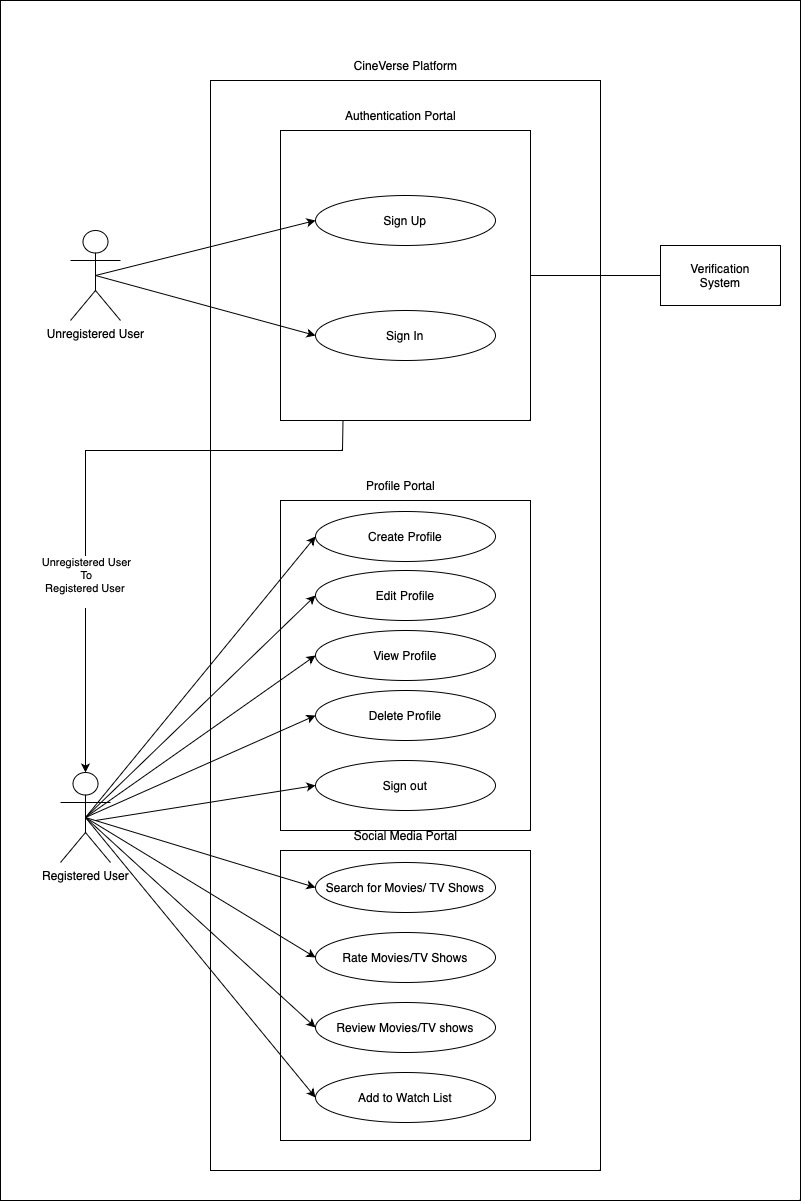 CineVerse Platform
Authentication Portal
Sign Up
Verification
System
Unregistered User
Sign In
Profile Portal
Create Profile
Unregistered User
To
Registered User
Edit Profile
View Profile
Delete Profile
Sign out
Social Media Portal
Registered User
Search for Movies/ TV Shows
Rate Movies/TV Shows
Review Movies/TV shows
Add to Watch List